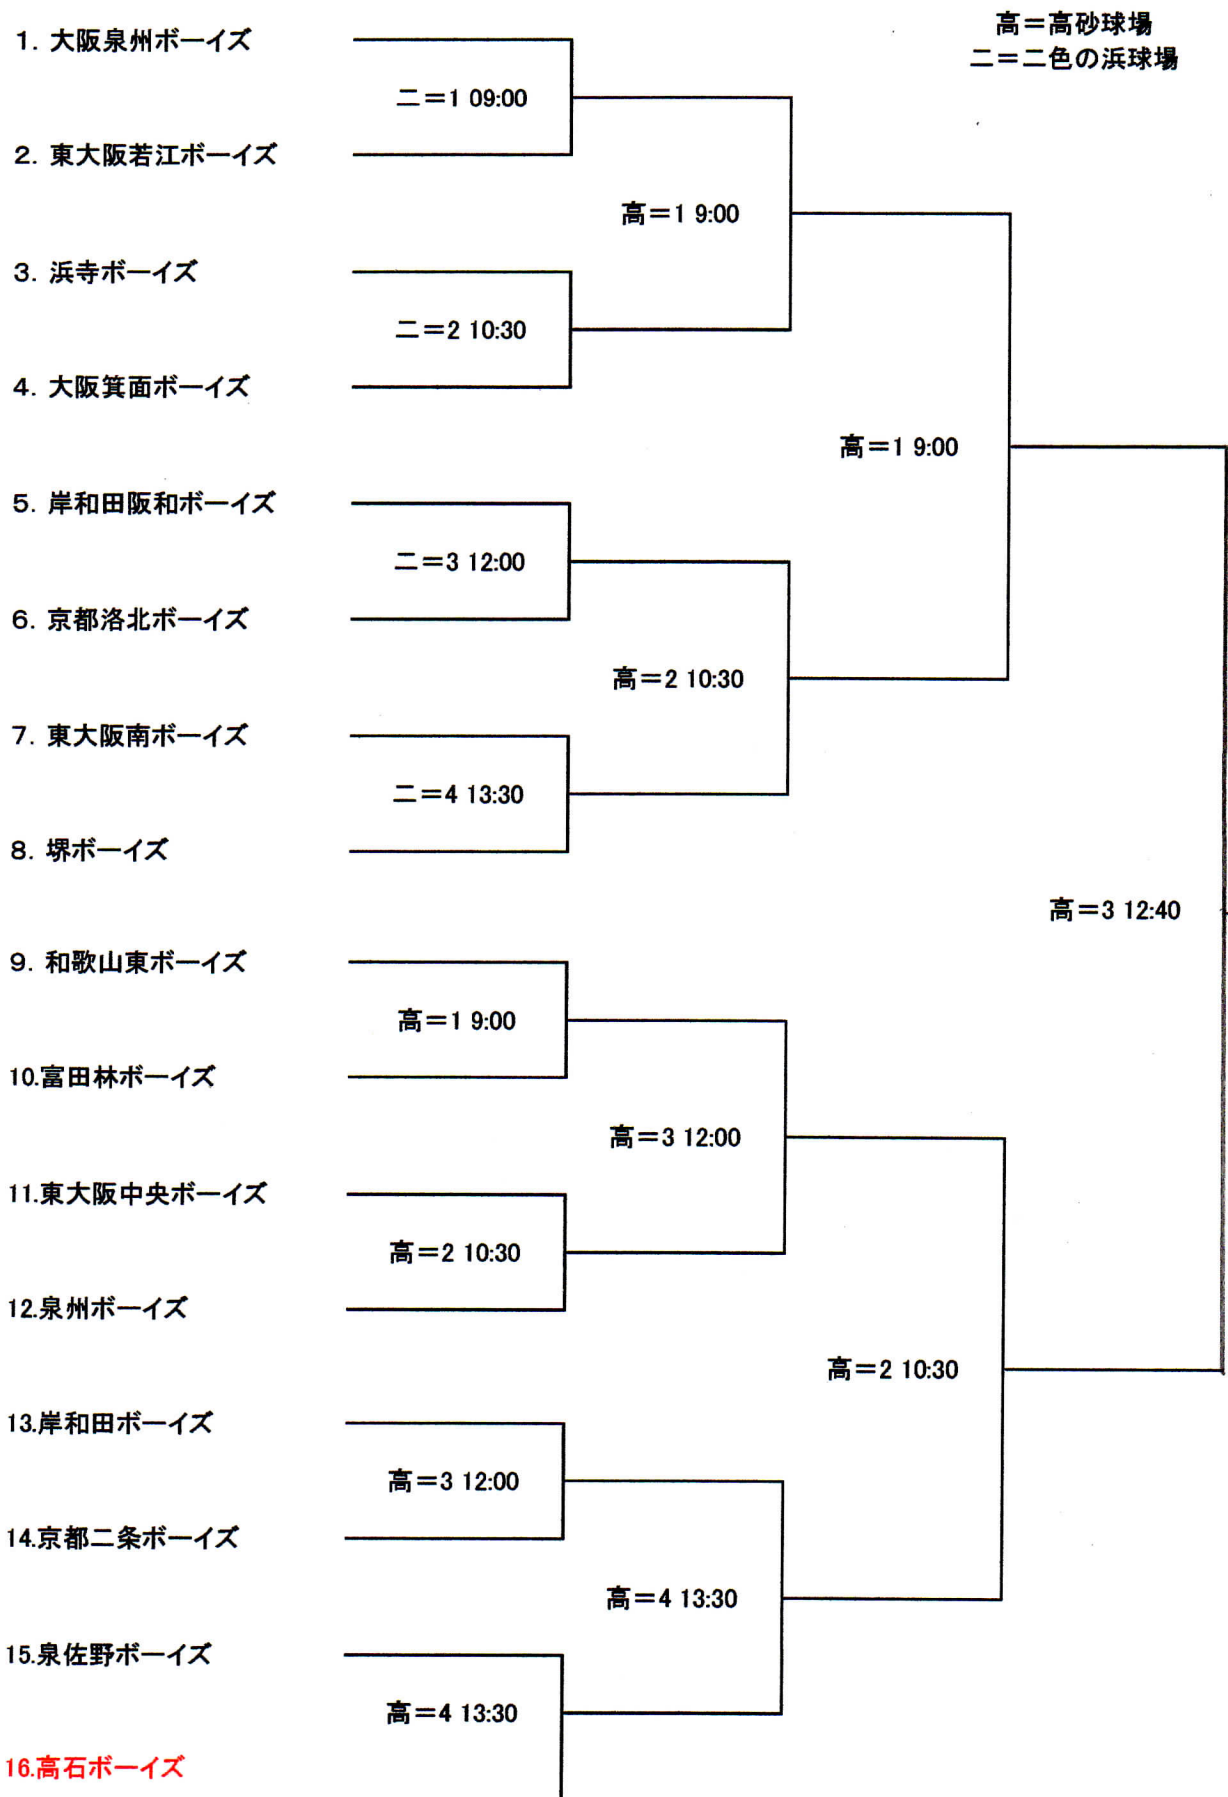 高＝高砂球場
二＝二色の浜球場
1. 大阪泉州ボーイズ
二＝1 09:00
2. 東大阪若江ボーイズ
高＝1 9:00
3. 浜寺ボーイズ
二＝2 10:30
4. 大阪箕面ボーイズ
高＝1 9:00
5. 岸和田阪和ボーイズ
二＝3 12:00
6. 京都洛北ボーイズ
高＝2 10:30
7. 東大阪南ボーイズ
二＝4 13:30
8. 堺ボーイズ
高＝3 12:40
9. 和歌山東ボーイズ
高＝1 9:00
10.富田林ボーイズ
高＝3 12:00
11.東大阪中央ボーイズ
高＝2 10:30
12.泉州ボーイズ
高＝2 10:30
13.岸和田ボーイズ
高＝3 12:00
14.京都二条ボーイズ
高＝4 13:30
15.泉佐野ボーイズ
高＝4 13:30
16.高石ボーイズ